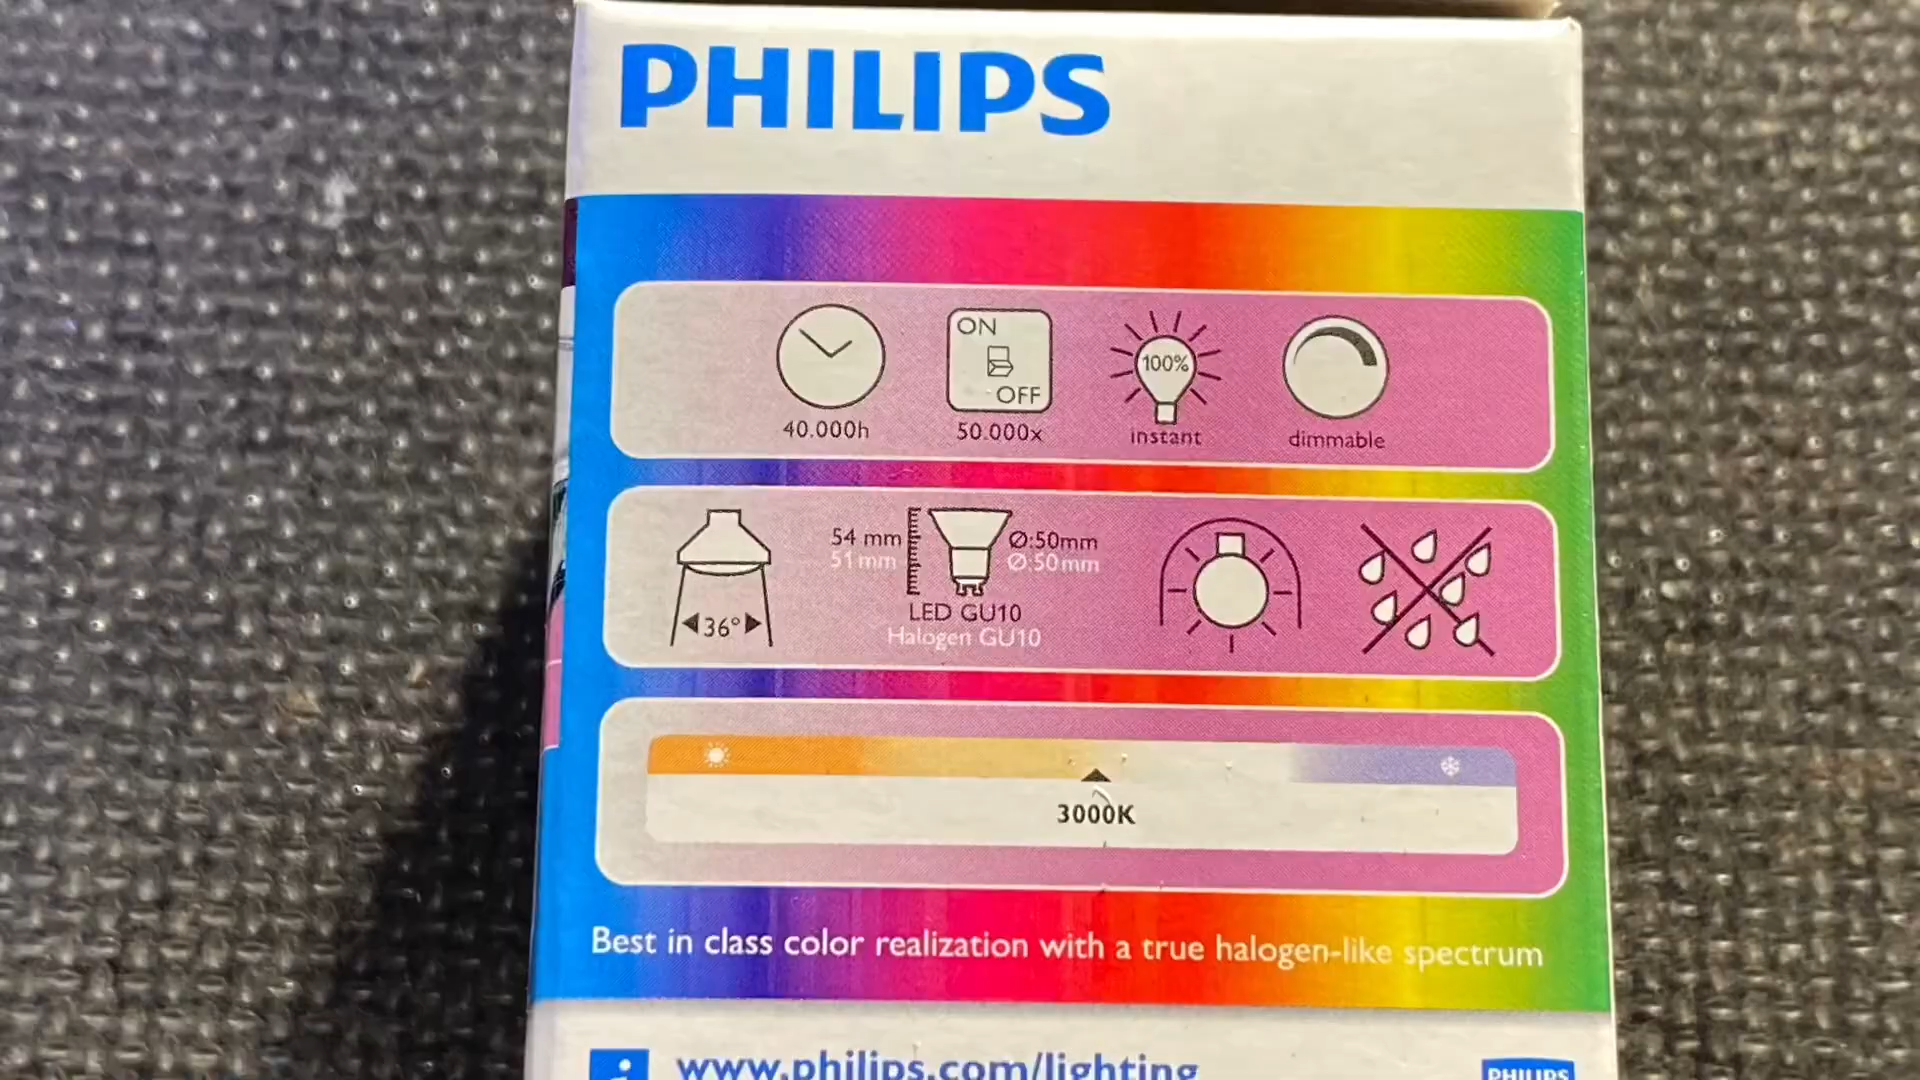 PHILIPS
ON
OFF
100%
40.000h 50.000x instant dimmable
54 mm Ø:50mm
51 mm Ø:50mm
36°
LED GU10
Halogen GU10
3000K
Best in class color realization with a true halogen-like spectrum
i www.philips.com/lighting PHILIPS